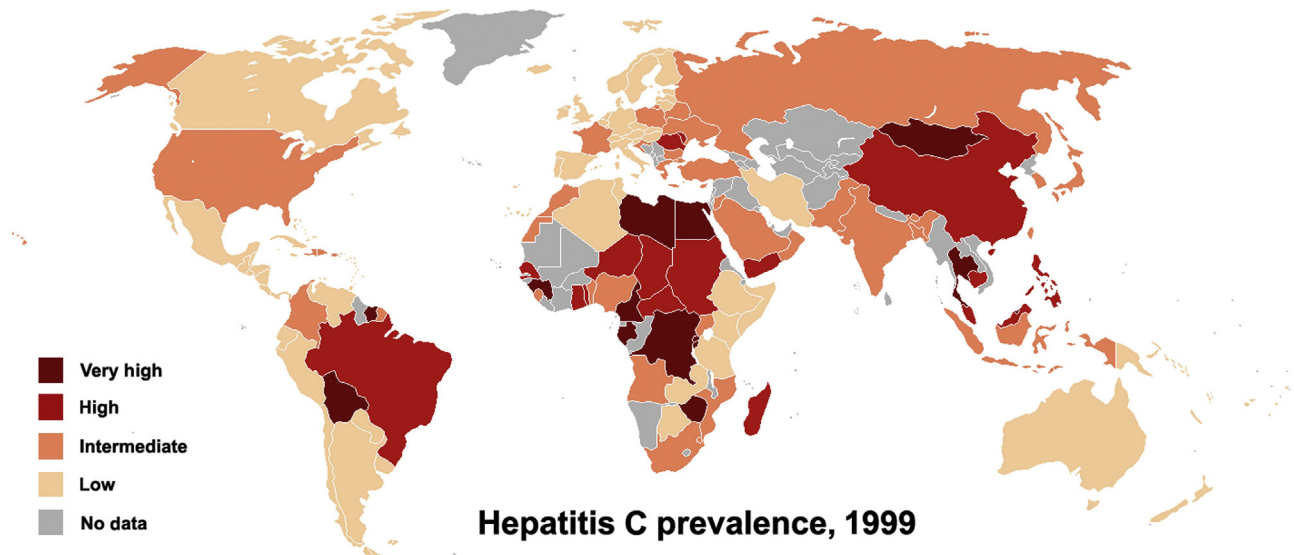 Very high
High
Intermediate
Low
No data
Hepatitis C prevalence, 1999